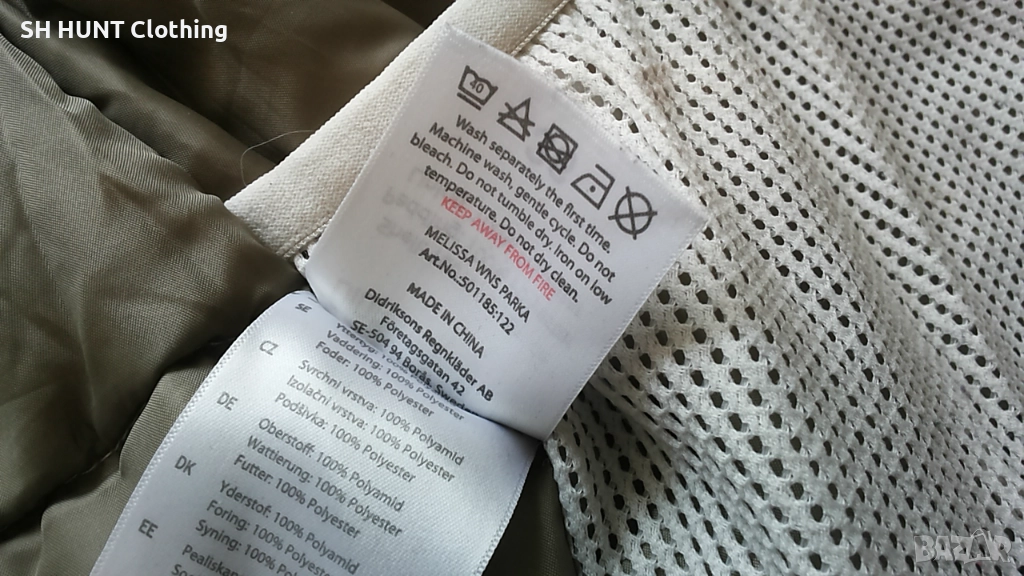 SH HUNT Clothing
40
Wash separately the first time.
Machine wash, gentle cycle. Do not
bleach. Do not tumble dry. Iron on low
temperature. Do not dry clean.
KEEP AWAY FROM FIRE
MELISSA WNS PARKA
Art.No.:501185:122
MADE IN CHINA
Didriksons Regnkläder AB
Företagsgatan 42
SE-504 94 Borås, Sweden
SE
Vaddering: 100% Polyester
Foder: 100% Polyester
CZ
Svrchní vrstva: 100% Polyamid
Izolační vrstva: 100% Polyester
Podšívka: 100% Polyester
DE
Oberstoff: 100% Polyamid
Wattierung: 100% Polyester
Futter: 100% Polyester
DK
Yderstof: 100% Polyamid
Foring: 100% Polyester
Syning: 100% Polyester
EE
BAZAR